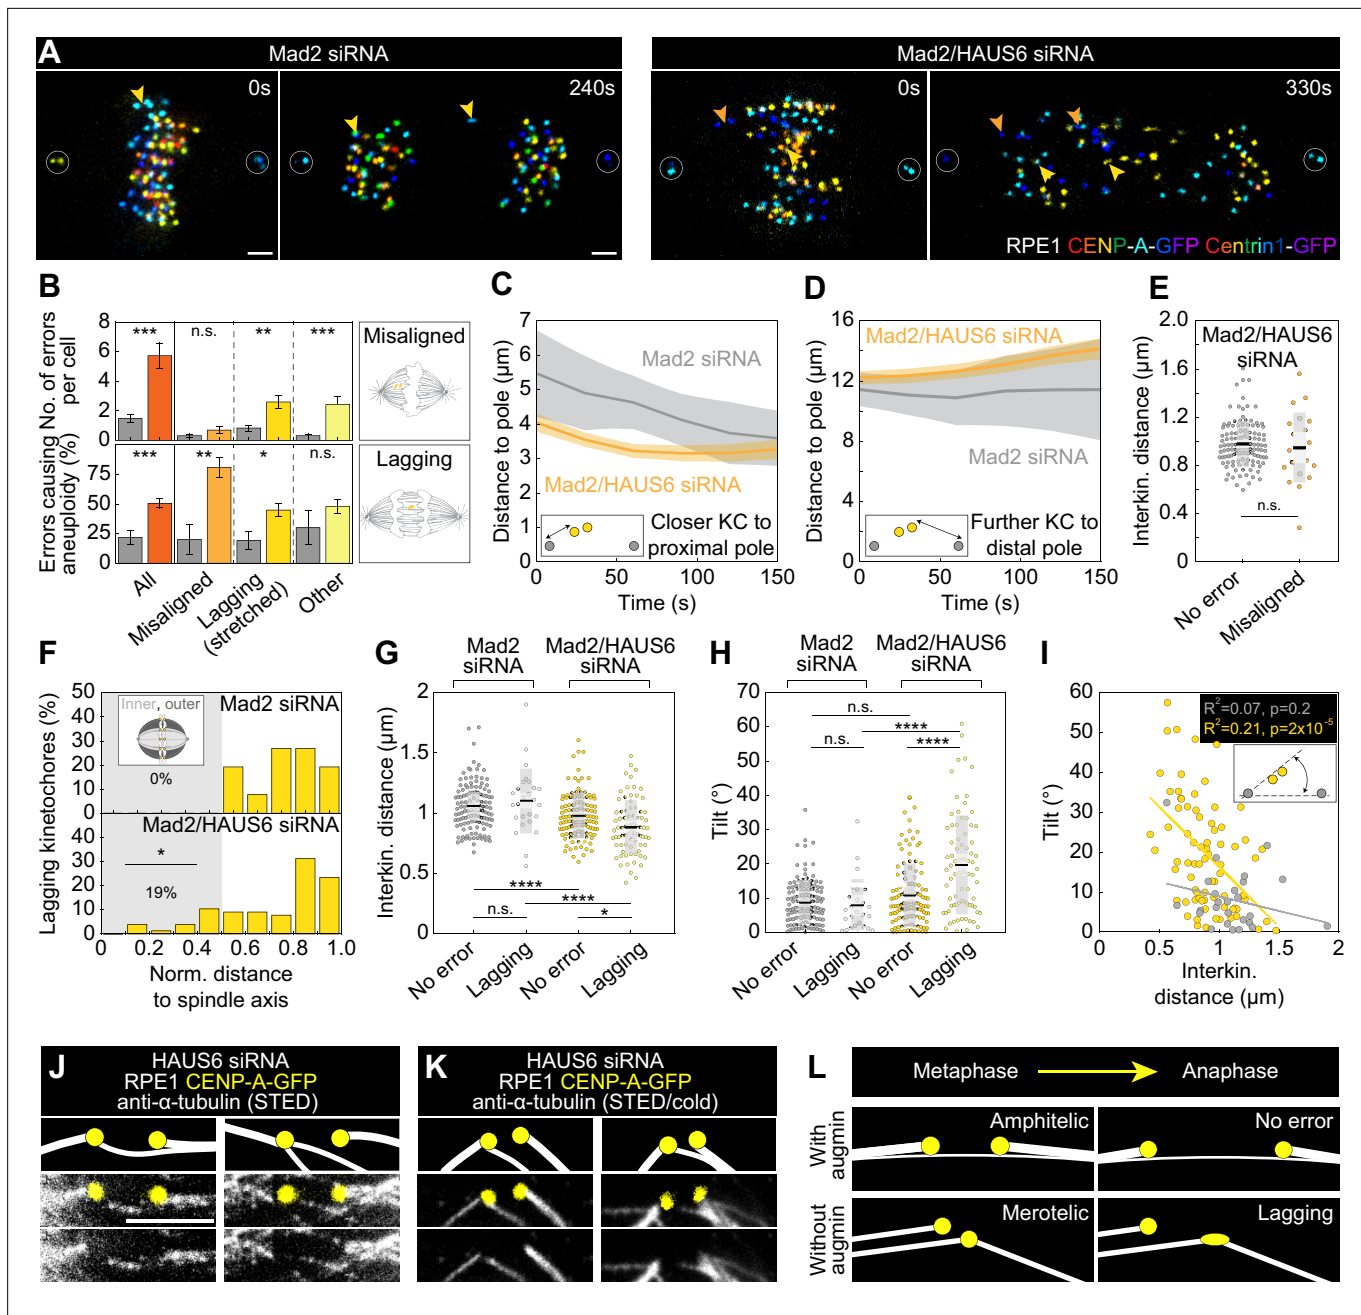 A
Mad2 siRNA
Mad2/HAUS6 siRNA
0s
240s
0s
330s
RPE1 CENP-A-GFP Centrin1-GFP
B
No. of errors per cell
8
6
4
2
0
***
n.s.
**
***
Errors causing aneuploidy (%)
75
50
25
0
***
**
*
n.s.
All
Misaligned
Lagging (stretched)
Other
Misaligned
Lagging
C
Distance to pole (µm)
7
6
5
4
3
2
1
0
Mad2 siRNA
Mad2/HAUS6 siRNA
Closer KC to
proximal pole
0 50 100 150
Time (s)
D
Distance to pole (µm)
16
12
8
4
0
Mad2/HAUS6 siRNA
Mad2 siRNA
Further KC to
distal pole
0 50 100 150
Time (s)
E
Interkin. distance (µm)
2.0
1.6
1.2
0.8
0.4
0
Mad2/HAUS6
siRNA
n.s.
No error
Misaligned
F
Lagging kinetochores (%)
50
40
30
20
10
0
Inner, outer
Mad2 siRNA
0%
40
30
20
10
0
Mad2/HAUS6 siRNA
*
19%
0 0.2 0.4 0.6 0.8 1.0
Norm. distance
to spindle axis
G
Mad2
siRNA
Mad2/HAUS6
siRNA
Interkin. distance (µm)
2
1.5
1
0.5
0
****
n.s.
****
*
No error
Lagging
No error
Lagging
H
Mad2
siRNA
Mad2/HAUS6
siRNA
Tilt (°)
70
60
50
40
30
20
10
0
n.s.
****
n.s.
****
No error
Lagging
No error
Lagging
I
Tilt (°)
60
50
40
30
20
10
0
R²=0.07, p=0.2
R²=0.21, p=2x10⁻⁵
0 0.5 1 1.5 2
Interkin.
distance (µm)
J
HAUS6 siRNA
RPE1 CENP-A-GFP
anti-α-tubulin (STED)
K
HAUS6 siRNA
RPE1 CENP-A-GFP
anti-α-tubulin (STED/cold)
L
Metaphase
Anaphase
With augmin
Amphitelic
No error
Without augmin
Merotelic
Lagging